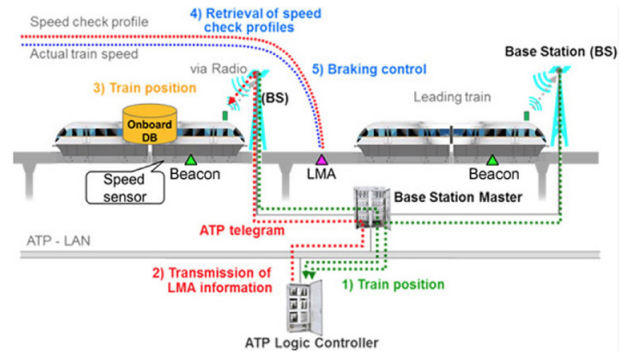 Speed check profile
Actual train speed
4) Retrieval of speed
check profiles
via Radio
(BS)
5) Braking control
Base Station (BS)
3) Train position
Leading train
Onboard
DB
Speed
sensor
Beacon
LMA
Beacon
Base Station Master
ATP telegram
ATP - LAN
2) Transmission of
LMA information
1) Train position
ATP Logic Controller